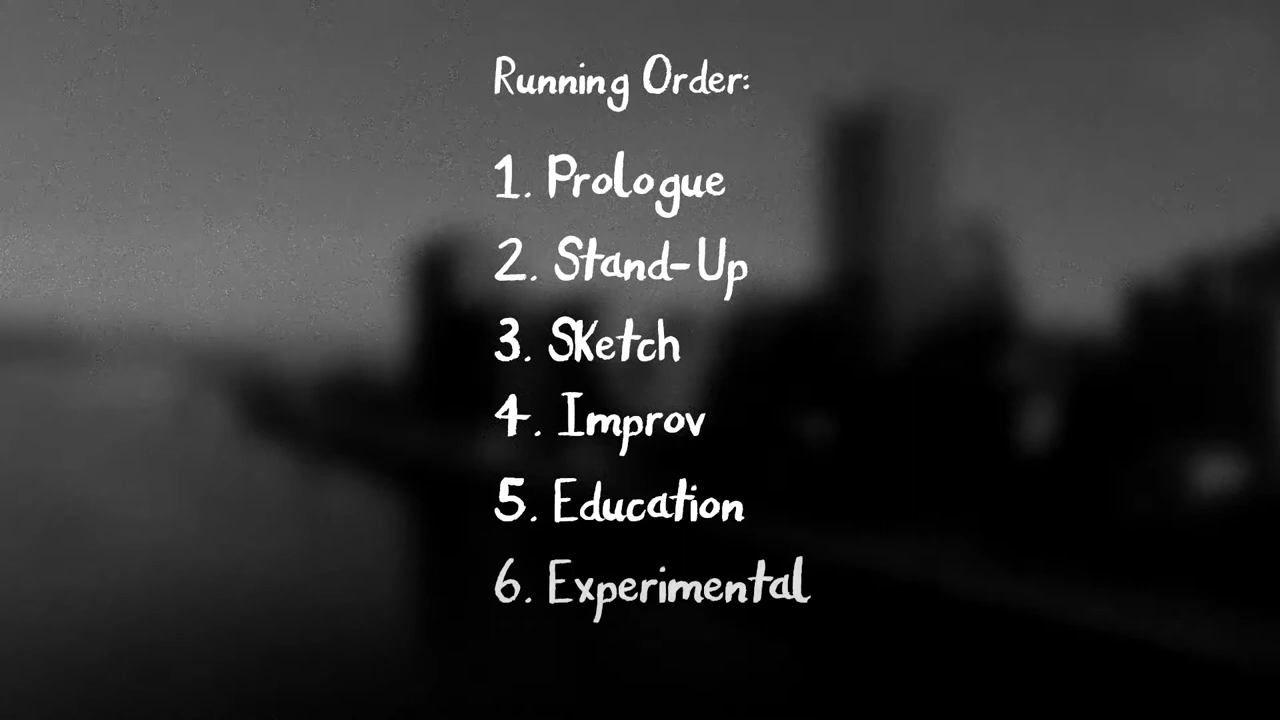 Running Order:
1. Prologue
2. Stand-Up
3. Sketch
4. Improv
5. Education
6. Experimental